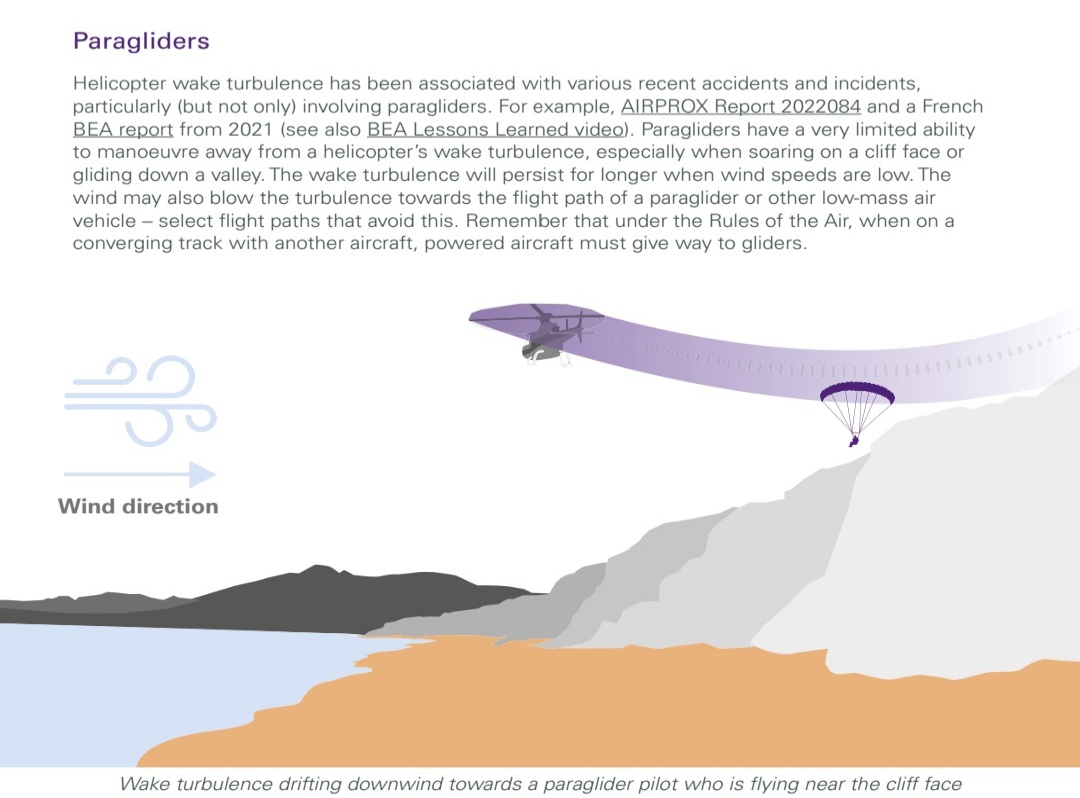 Paragliders
Helicopter wake turbulence has been associated with various recent accidents and incidents,
particularly (but not only) involving paragliders. For example, AIRPROX Report 2022084 and a French
BEA report from 2021 (see also BEA Lessons Learned video). Paragliders have a very limited ability
to manoeuvre away from a helicopter’s wake turbulence, especially when soaring on a cliff face or
gliding down a valley. The wake turbulence will persist for longer when wind speeds are low. The
wind may also blow the turbulence towards the flight path of a paraglider or other low-mass air
vehicle – select flight paths that avoid this. Remember that under the Rules of the Air, when on a
converging track with another aircraft, powered aircraft must give way to gliders.
Wind direction
Wake turbulence drifting downwind towards a paraglider pilot who is flying near the cliff face